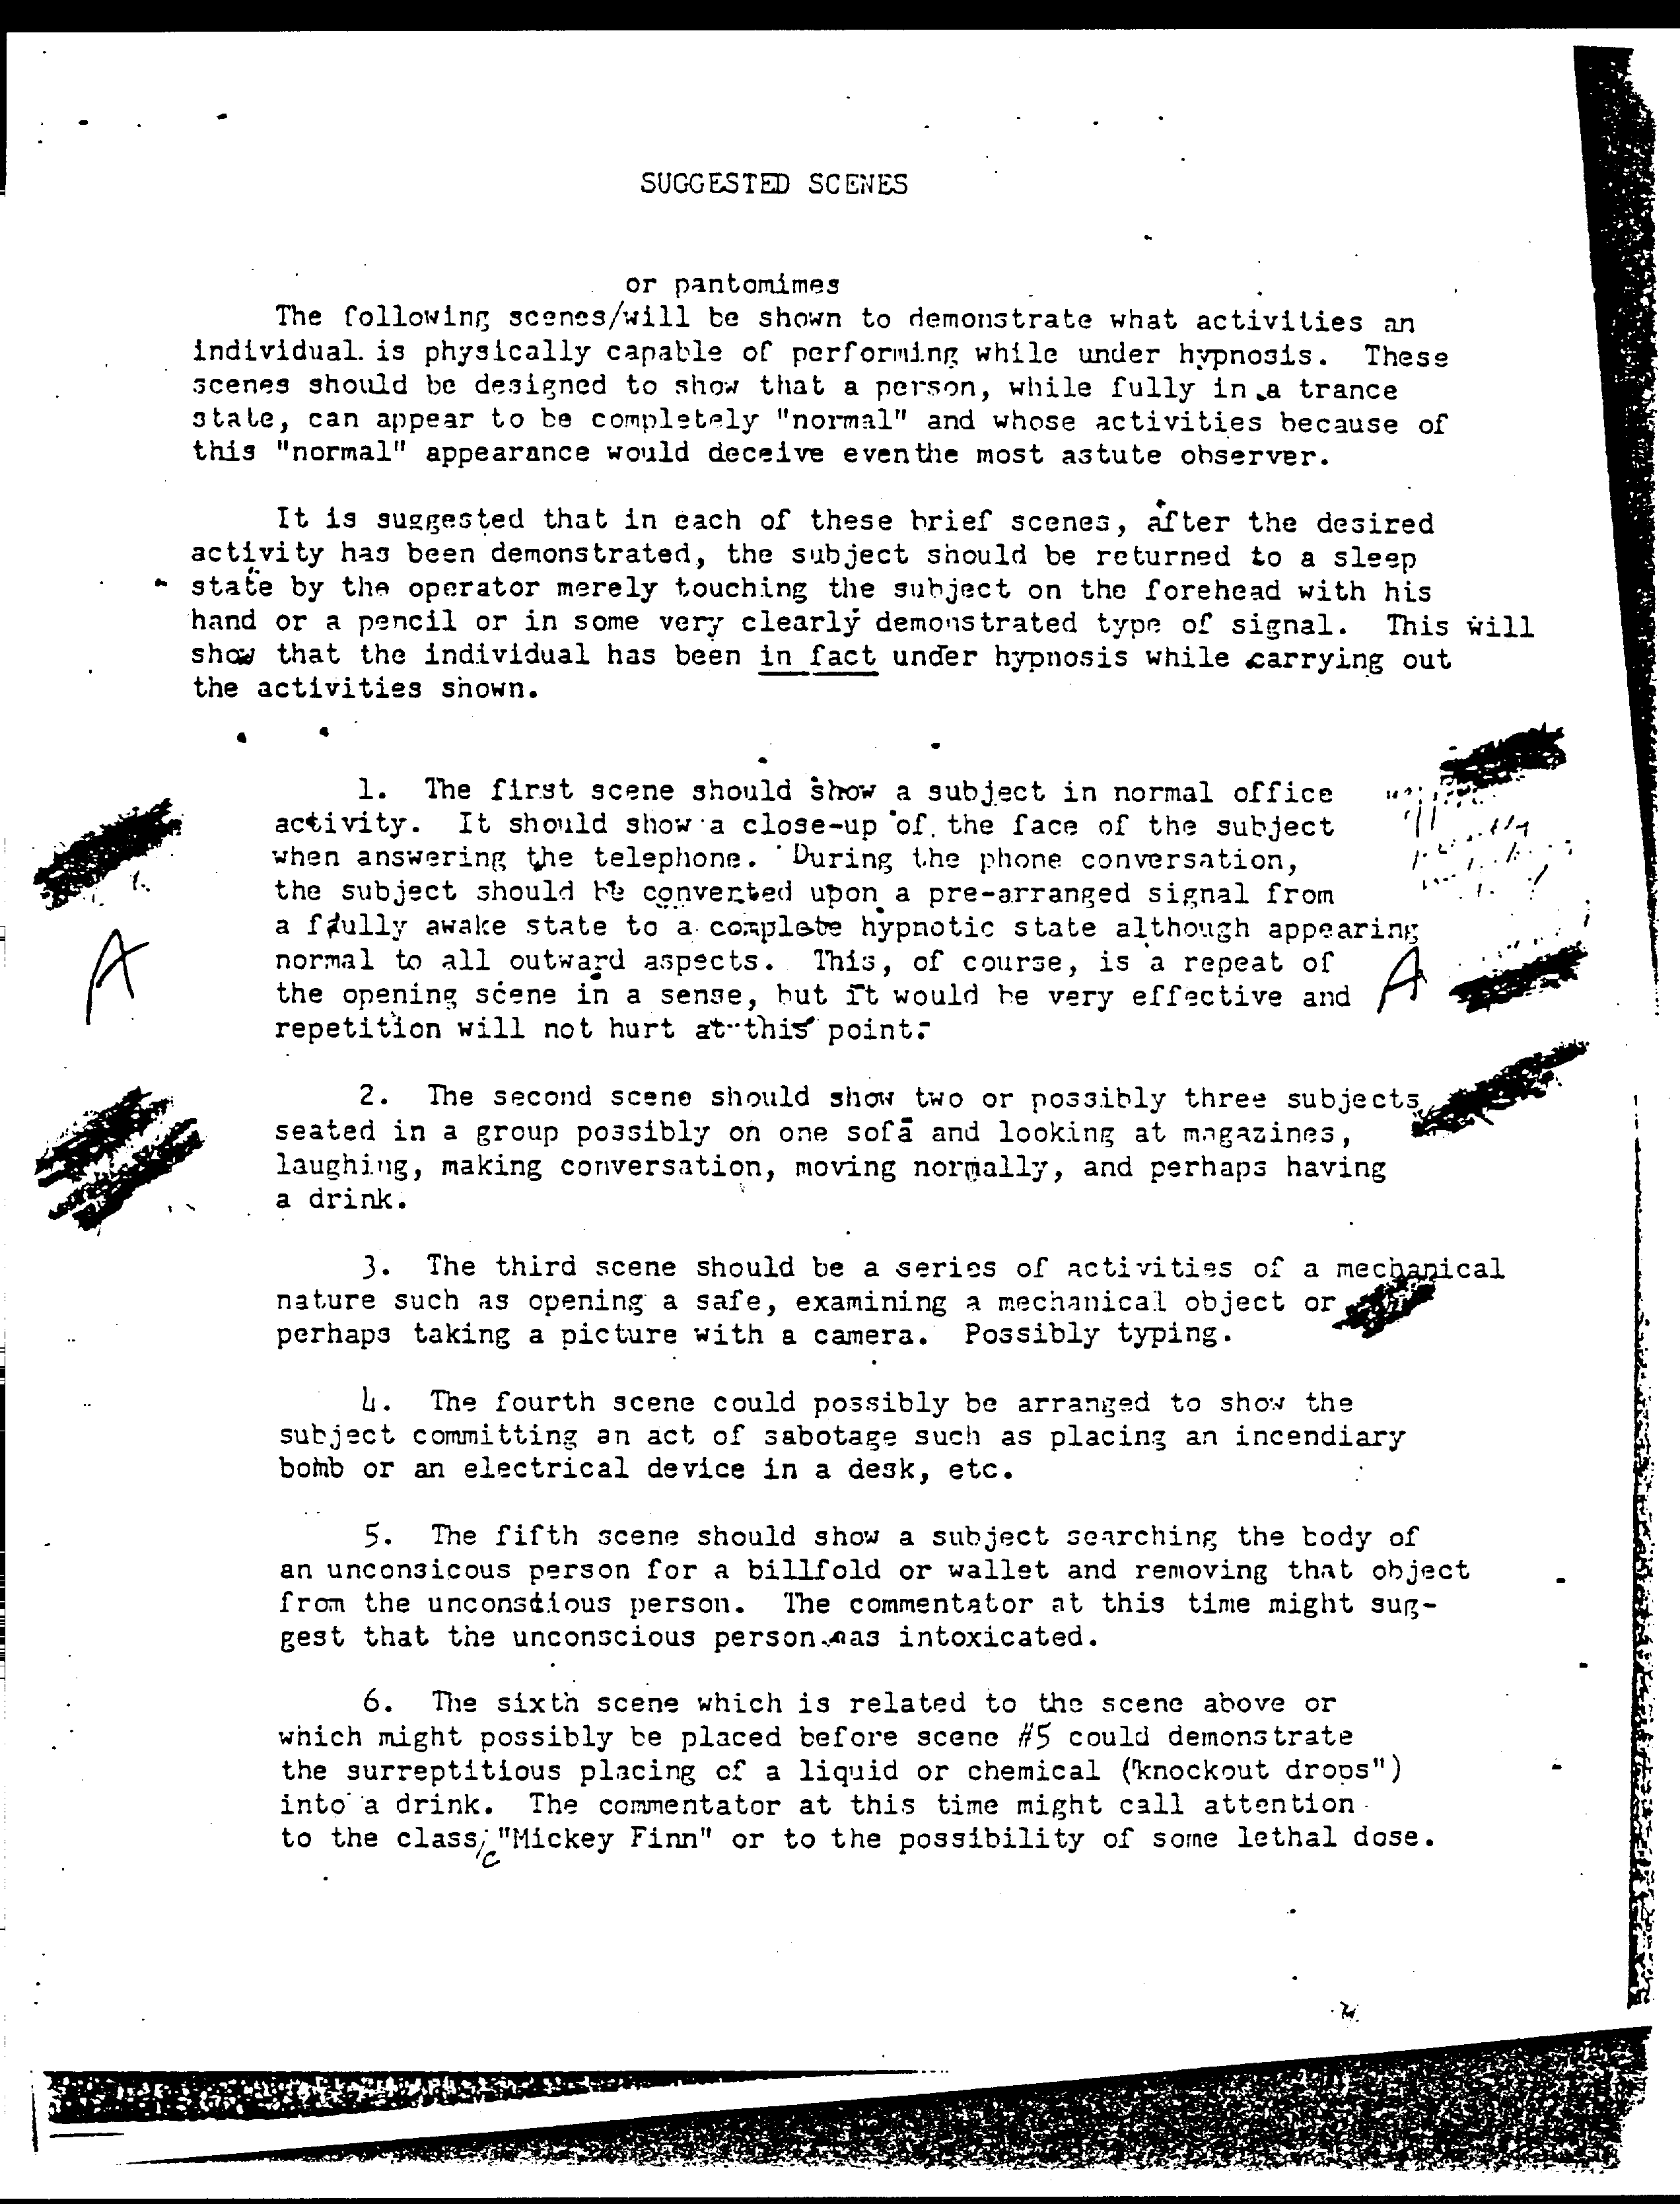 SUGGESTED SCENES
or pantomimes
The following scenes/will be shown to demonstrate what activities an
individual is physically capable of performing while under hypnosis. These
scenes should be designed to show that a person, while fully in a trance
state, can appear to be completely "normal" and whose activities because of
this "normal" appearance would deceive eventhe most astute observer.
It is suggested that in each of these brief scenes, after the desired
activity has been demonstrated, the subject should be returned to a sleep
state by the operator merely touching the subject on the forehead with his
hand or a pencil or in some very clearly demonstrated type of signal. This will
show that the individual has been in fact under hypnosis while carrying out
the activities shown.
1. The first scene should show a subject in normal office
activity. It should show a close-up of the face of the subject
when answering the telephone. During the phone conversation,
the subject should be converted upon a pre-arranged signal from
a fully awake state to a complete hypnotic state although appearing
normal to all outward aspects. This, of course, is a repeat of
A
the opening scene in a sense, but it would be very effective and A
repetition will not hurt at this point.
2. The second scene should show two or possibly three subjects
seated in a group possibly on one sofa and looking at magazines,
laughing, making conversation, moving normally, and perhaps having
a drink.
3. The third scene should be a series of activities of a mechanical
nature such as opening a safe, examining a mechanical object or
perhaps taking a picture with a camera. Possibly typing.
4. The fourth scene could possibly be arranged to show the
subject committing an act of sabotage such as placing an incendiary
bomb or an electrical device in a desk, etc.
5. The fifth scene should show a subject searching the body of
an unconsicous person for a billfold or wallet and removing that object
from the unconscious person. The commentator at this time might sug-
gest that the unconscious person was intoxicated.
6. The sixth scene which is related to the scene above or
which might possibly be placed before scene #5 could demonstrate
the surreptitious placing of a liquid or chemical ("knockout drops")
into a drink. The commentator at this time might call attention
to the classic "Mickey Finn" or to the possibility of some lethal dose.